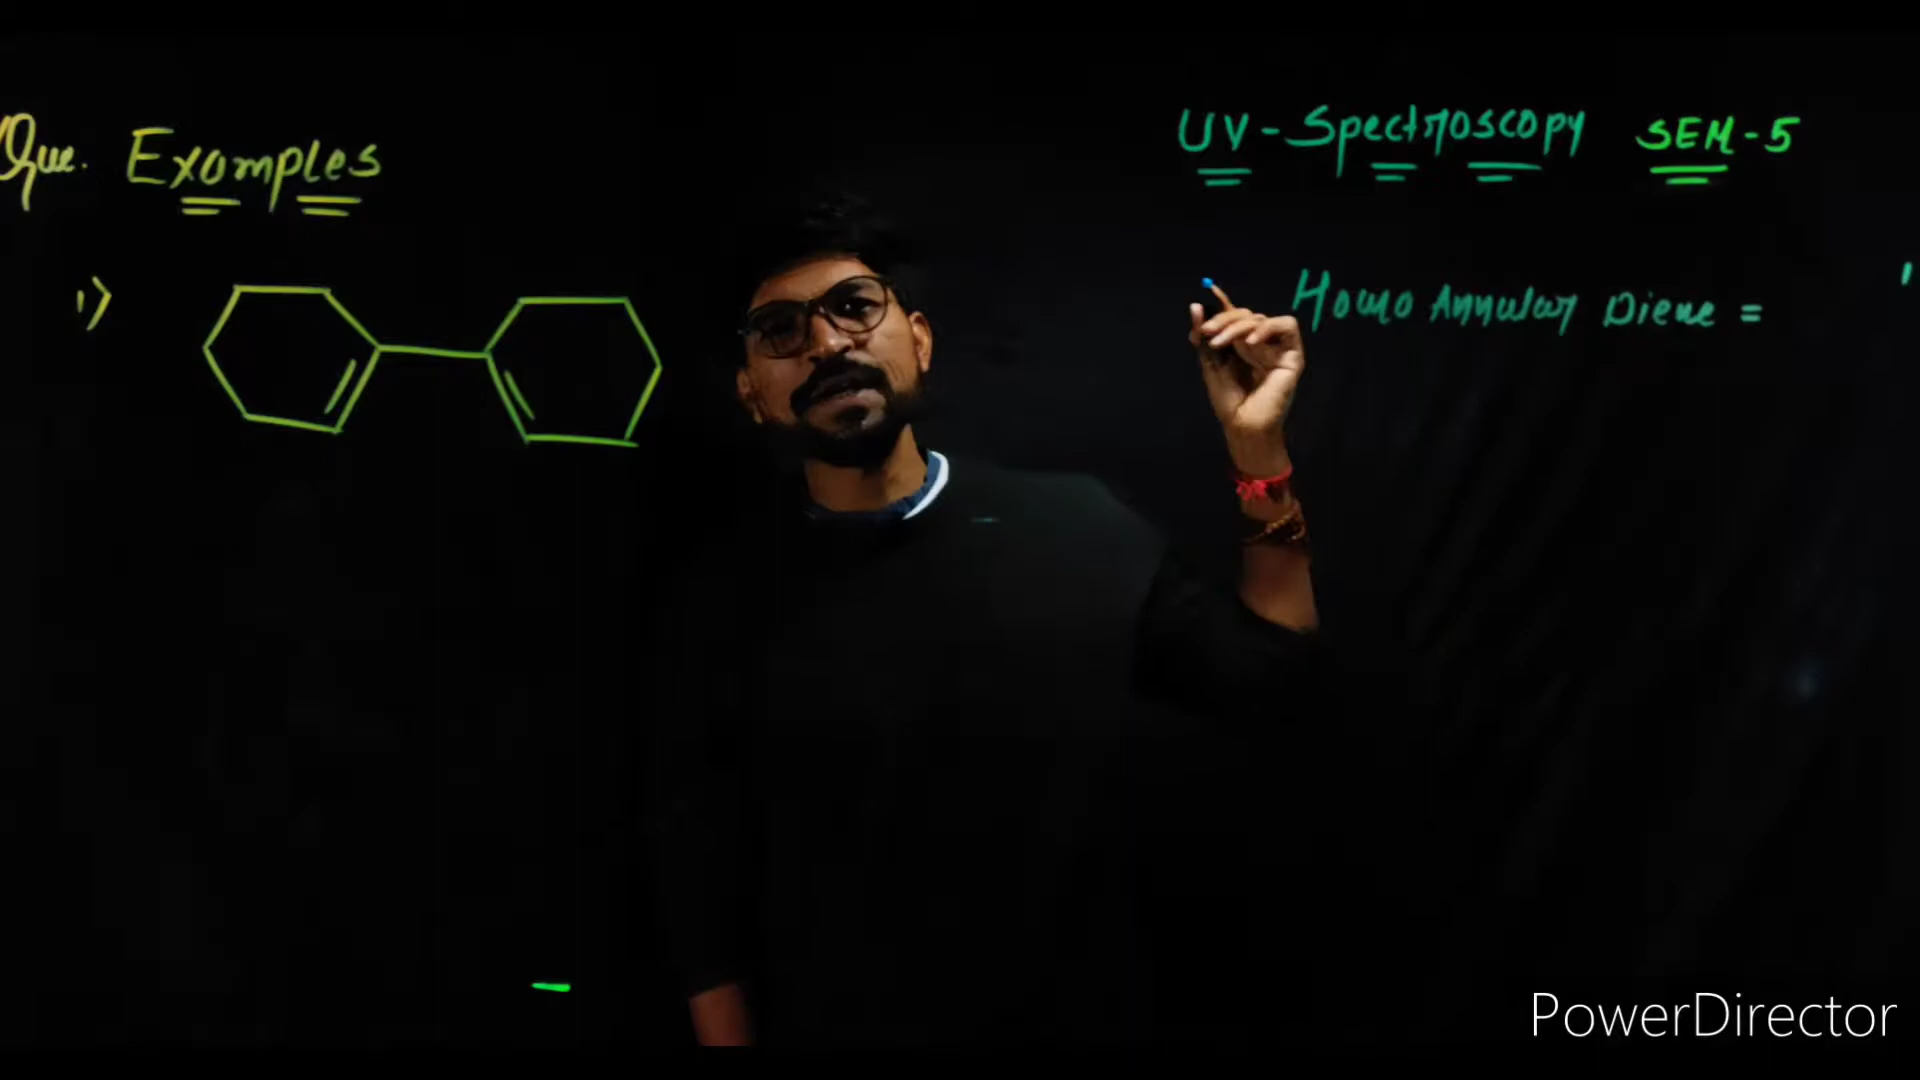 Que. Examples
UV-Spectroscopy SEM-5
1)
Homo Annular Diene =
PowerDirector